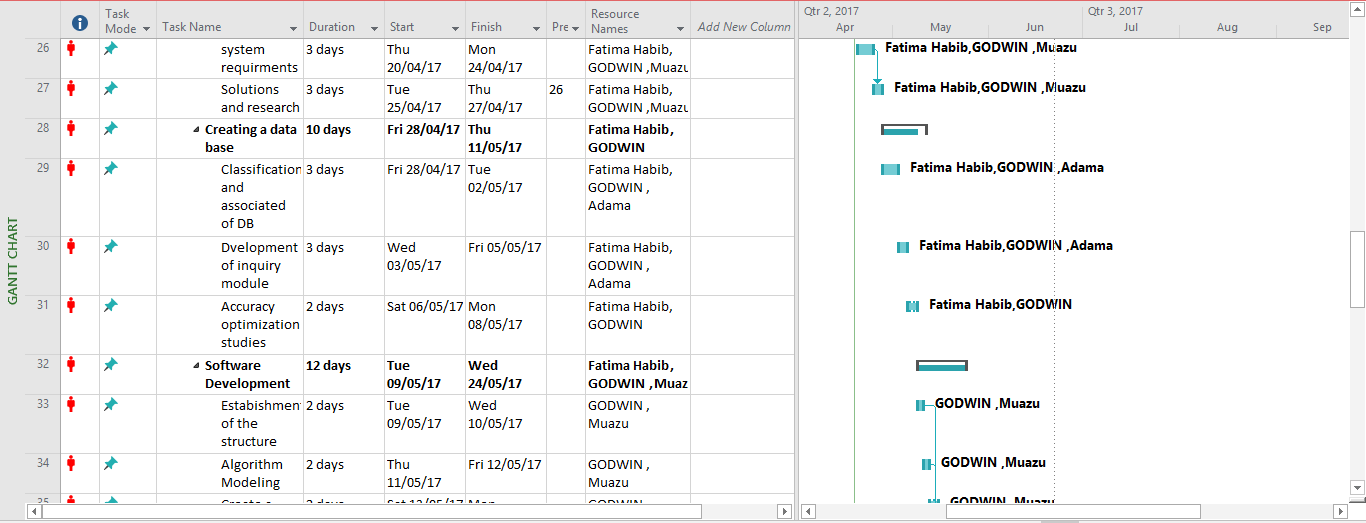 Task Mode
Task Name
Duration
Start
Finish
Pre
Resource Names
Add New Column
Qtr 2, 2017
Qtr 3, 2017
Apr
May
Jun
Jul
Aug
Sep
GANTT CHART
26
system
requirments
3 days
Thu
20/04/17
Mon
24/04/17
Fatima Habib,
GODWIN ,Muazu
Fatima Habib,GODWIN ,Muazu
27
Solutions
and research
3 days
Tue
25/04/17
Thu
27/04/17
26
Fatima Habib,
GODWIN ,Muazu
Fatima Habib,GODWIN ,Muazu
28
Creating a data
base
10 days
Fri 28/04/17
Thu
11/05/17
Fatima Habib,
GODWIN
29
Classification
and
associated
of DB
3 days
Fri 28/04/17
Tue
02/05/17
Fatima Habib,
GODWIN ,
Adama
Fatima Habib,GODWIN ,Adama
30
Dvelopment
of inquiry
module
3 days
Wed
03/05/17
Fri 05/05/17
Fatima Habib,
GODWIN ,
Adama
Fatima Habib,GODWIN ,Adama
31
Accuracy
optimization
studies
2 days
Sat 06/05/17
Mon
08/05/17
Fatima Habib,
GODWIN
Fatima Habib,GODWIN
32
Software
Development
12 days
Tue
09/05/17
Wed
24/05/17
Fatima Habib,
GODWIN ,Muaz
33
Estabishmen
of the
structure
2 days
Tue
09/05/17
Wed
10/05/17
GODWIN ,
Muazu
GODWIN ,Muazu
34
Algorithm
Modeling
2 days
Thu
11/05/17
Fri 12/05/17
GODWIN ,
Muazu
GODWIN ,Muazu
35
GODWIN ,Muazu